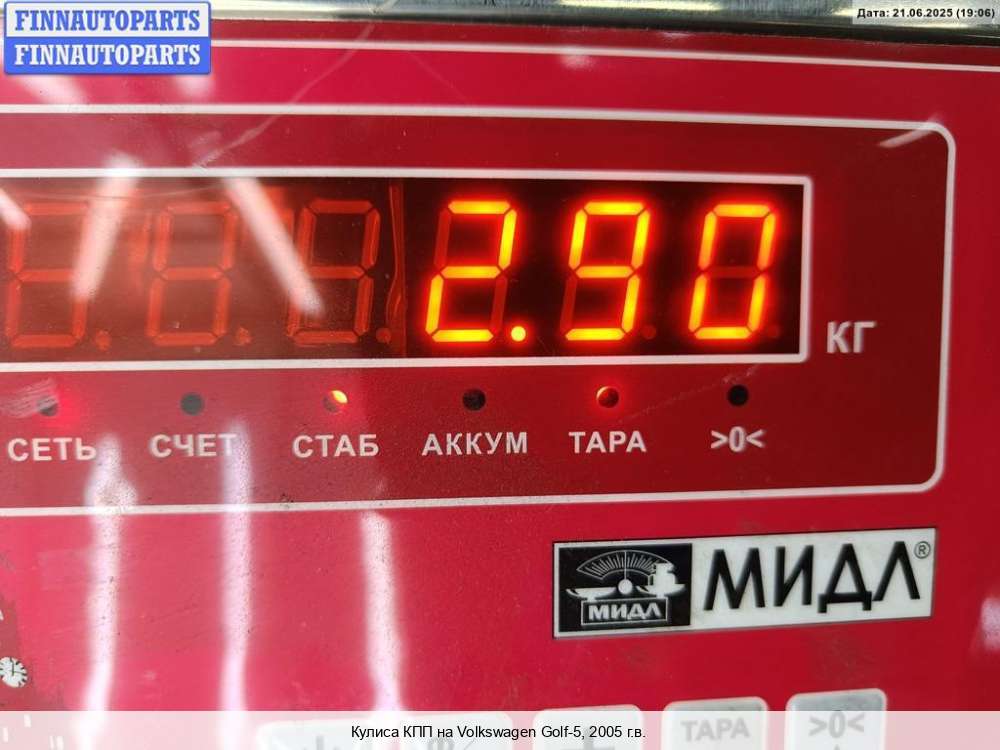 FINNAUTOPARTS
FINNAUTOPARTS
Дата: 21.06.2025 (19:06)
2.90
КГ
СЕТЬ СЧЕТ СТАБ АККУМ ТАРА >0<
МИДЛ
МИДЛ®
ТАРА >0<
Кулиса КПП на Volkswagen Golf-5, 2005 г.в.